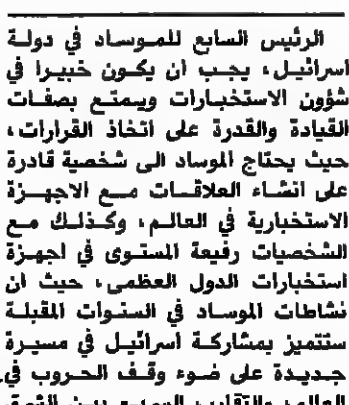 الرئيس السابع للموساد في دولة
اسرائيل، يجب ان يكون خبيرا في
شؤون الاستخبارات ويمتع بصفات
القيادة والقدرة على اتخاذ القرارات،
حيث يحتاج الموساد الى شخصية قادرة
على انشاء العلاقات مع الاجهزة
الاستخبارية في العالم، وكذلك مع
الشخصيات رفيعة المستوى في اجهزة
استخبارات الدول العظمى، حيث ان
نشاطات الموساد في السنوات المقبلة
ستتميز بمشاركة اسرائيل في مسيرة
جديدة على ضوء وقف الحروب في
العالم والتقارب